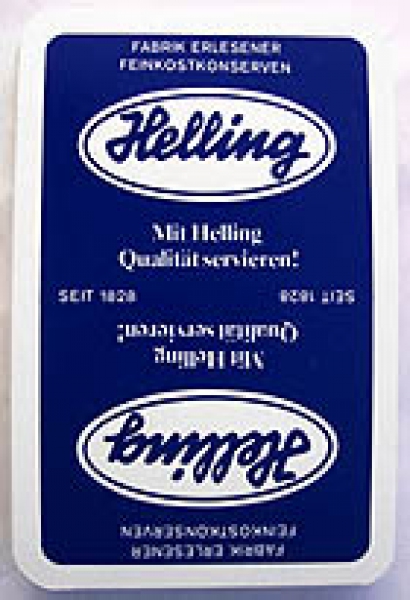 FABRIK ERLESENER
FEINKOSTKONSERVEN
Helling
Mit Helling
Qualität servieren!
SEIT 1828
SEIT 1828
Mit Helling
Qualität servieren!
Helling
FABRIK ERLESENER
FEINKOSTKONSERVEN